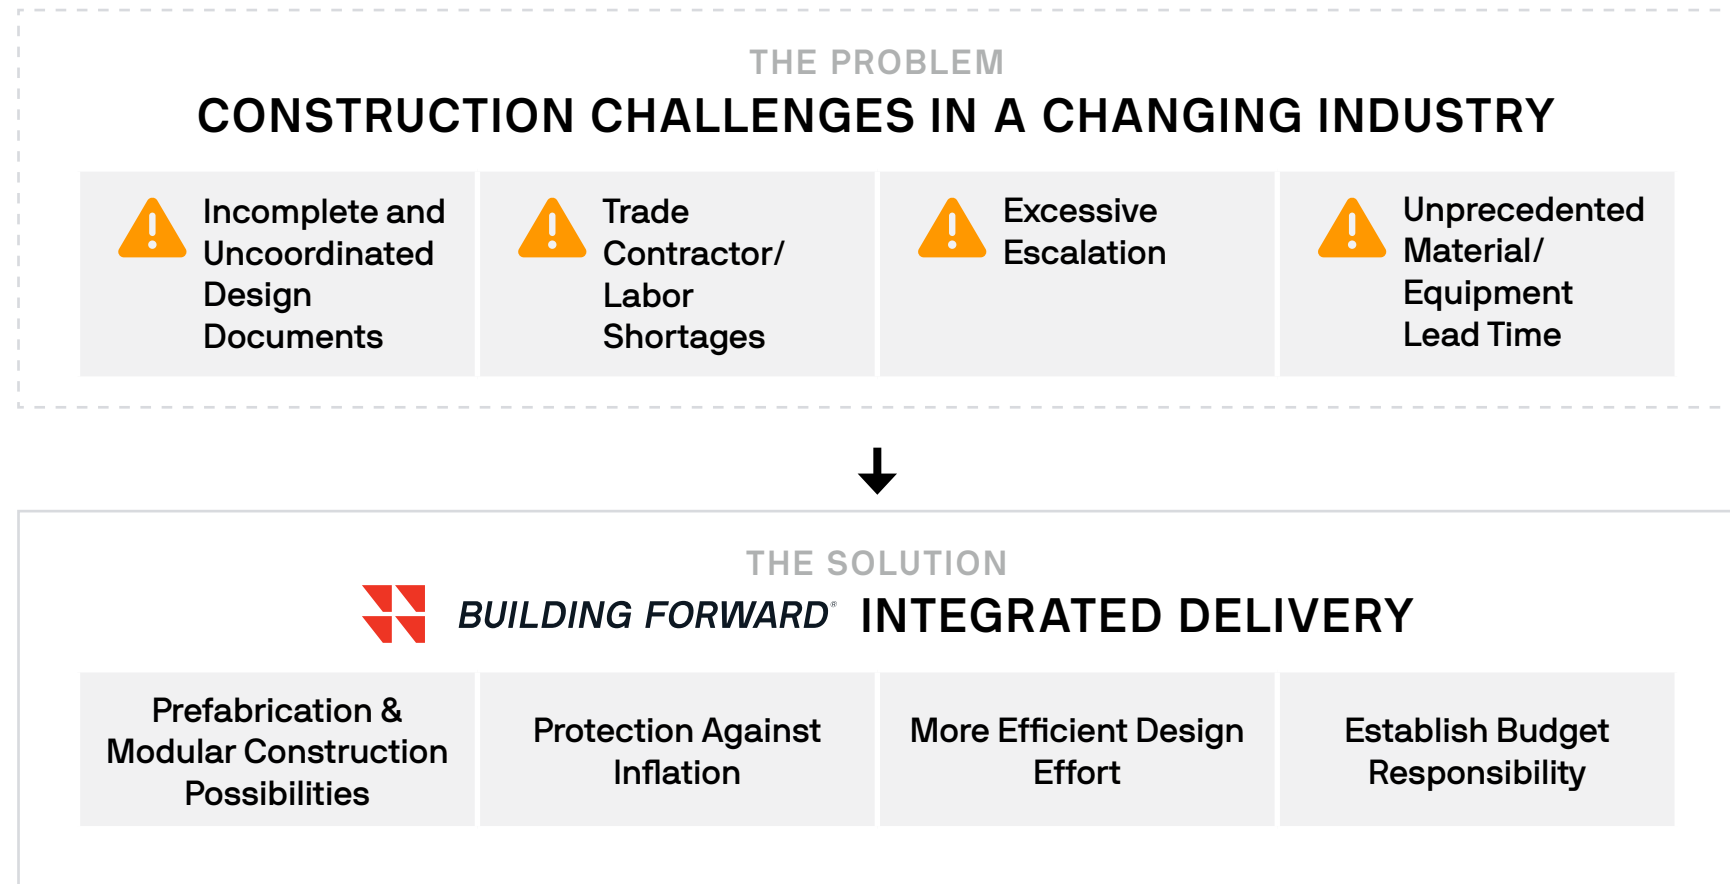 THE PROBLEM
CONSTRUCTION CHALLENGES IN A CHANGING INDUSTRY
Incomplete and
Uncoordinated
Design
Documents
Trade
Contractor/
Labor
Shortages
Excessive
Escalation
Unprecedented
Material/
Equipment
Lead Time
THE SOLUTION
BUILDING FORWARD® INTEGRATED DELIVERY
Prefabrication &
Modular Construction
Possibilities
Protection Against
Inflation
More Efficient Design
Effort
Establish Budget
Responsibility